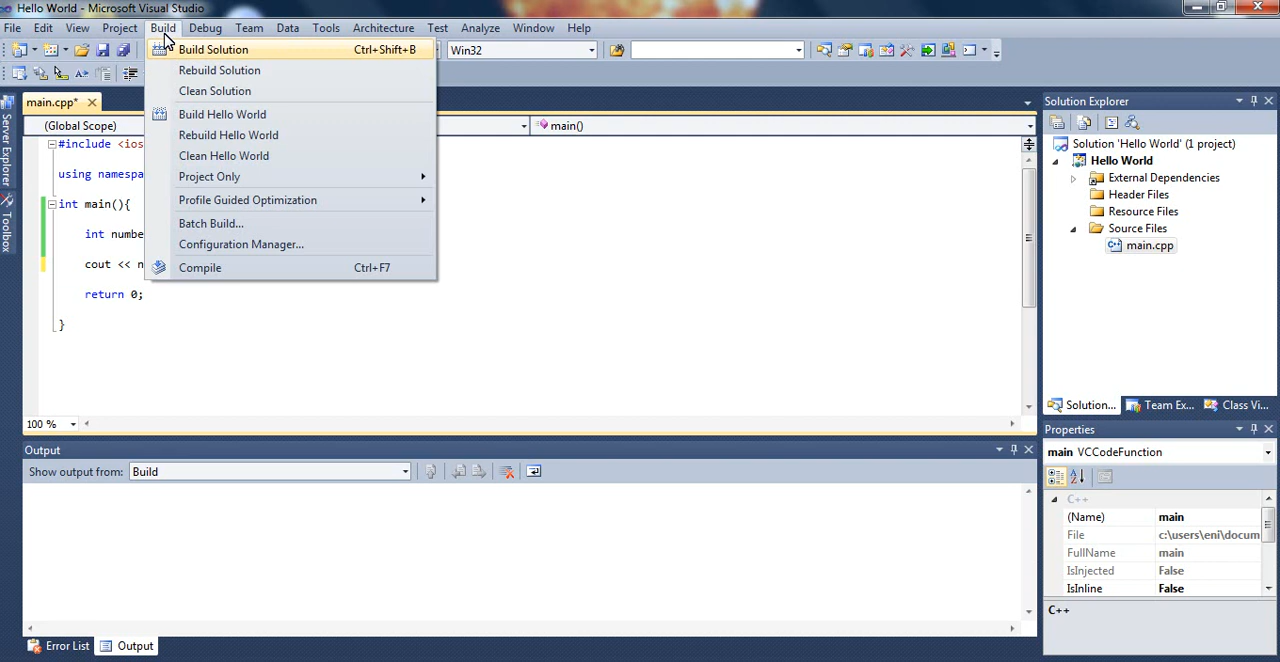 Hello World - Microsoft Visual Studio
File Edit View Project Build Debug Team Data Tools Architecture Test Analyze Window Help
Build Solution Ctrl+Shift+B
Win32
Rebuild Solution
Clean Solution
Build Hello World
Rebuild Hello World
Clean Hello World
Project Only
Profile Guided Optimization
Batch Build...
Configuration Manager...
Compile Ctrl+F7
Server Explorer
Toolbox
main.cpp*
(Global Scope)
main()
#include <ios
using namespa
int main(){
int numbe
cout << n
return 0;
}
100 %
Output
Show output from: Build
Error List Output
Solution Explorer
Solution 'Hello World' (1 project)
Hello World
External Dependencies
Header Files
Resource Files
Source Files
main.cpp
Solution... Team Ex... Class Vi...
Properties
main VCCodeFunction
C++
(Name) main
File c:\users\eni\docum
FullName main
IsInjected False
IsInline False
C++